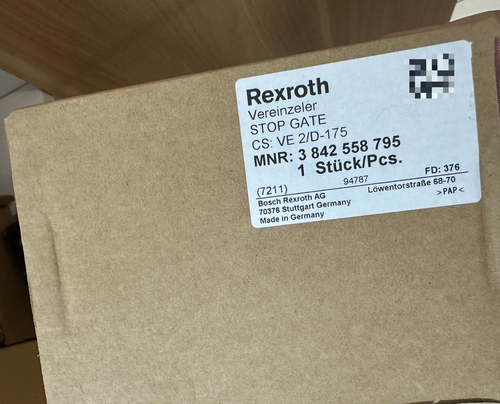 Rexroth
Vereinzeler
STOP GATE
CS: VE 2/D-175
MNR: 3 842 558 795
1 Stück/Pcs.
(7211) 94787 FD: 376
Bosch Rexroth AG Löwentorstraße 68-70
70376 Stuttgart Germany >PAP<
Made in Germany